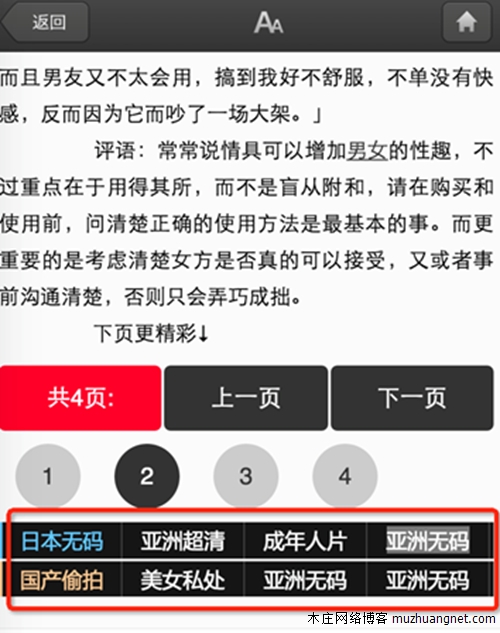 返回 AA
而且男友又不太会用，搞到我好不舒服，不单没有快
感，反而因为它而吵了一场大架。」
评语：常常说情具可以增加男女的性趣，不
过重点在于用得其所，而不是盲从附和，请在购买和
使用前，问清楚正确的使用方法是最基本的事。而更
重要的是考虑清楚女方是否真的可以接受，又或者事
前沟通清楚，否则只会弄巧成拙。
下页更精彩↓
共4页: 上一页 下一页
1 2 3 4
日本无码 亚洲超清 成年人片 亚洲无码
国产偷拍 美女私处 亚洲无码 亚洲无码
木庄网络博客 muzhuangnet.com